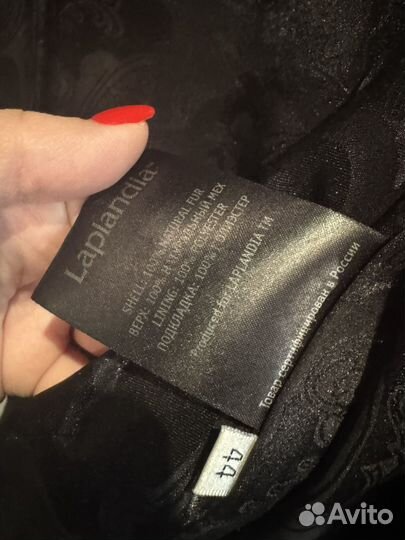 Laplandia
SHELL: 100% NATURAL FUR
ВЕРХ: 100% НАТУРАЛЬНЫЙ МЕХ
LINING: 100% POLYESTER
ПОДКЛАДКА: 100% ПОЛИЭСТЕР
Produced for LAPLANDIA TM
Товар сертифицирован в России
44
Avito